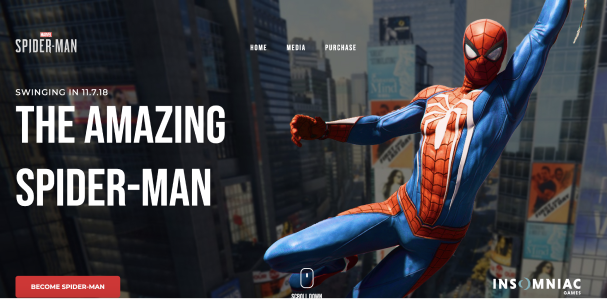 MARVEL
SPIDER-MAN
HOME MEDIA PURCHASE
SWINGING IN 11.7.18
THE AMAZING
SPIDER-MAN
BECOME SPIDER-MAN
SCROLL DOWN
INSOMNIAC
GAMES